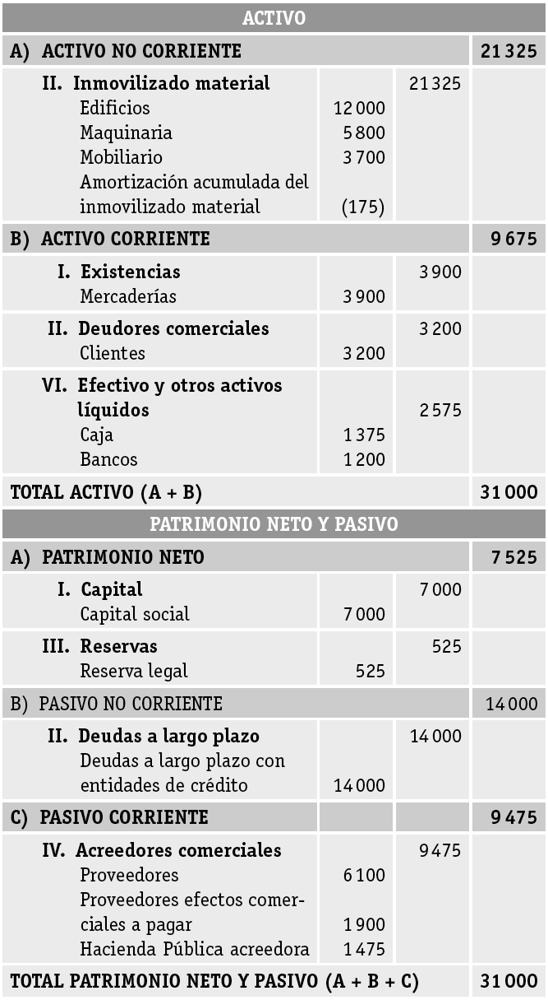 ACTIVO
A) ACTIVO NO CORRIENTE 21 325
II. Inmovilizado material 21 325
Edificios 12 000
Maquinaria 5 800
Mobiliario 3 700
Amortización acumulada del
inmovilizado material (175)
B) ACTIVO CORRIENTE 9 675
I. Existencias 3 900
Mercaderías 3 900
II. Deudores comerciales 3 200
Clientes 3 200
VI. Efectivo y otros activos
líquidos 2 575
Caja 1 375
Bancos 1 200
TOTAL ACTIVO (A + B) 31 000
PATRIMONIO NETO Y PASIVO
A) PATRIMONIO NETO 7 525
I. Capital 7 000
Capital social 7 000
III. Reservas 525
Reserva legal 525
B) PASIVO NO CORRIENTE 14 000
II. Deudas a largo plazo 14 000
Deudas a largo plazo con
entidades de crédito 14 000
C) PASIVO CORRIENTE 9 475
IV. Acreedores comerciales 9 475
Proveedores 6 100
Proveedores efectos comer-
ciales a pagar 1 900
Hacienda Pública acreedora 1 475
TOTAL PATRIMONIO NETO Y PASIVO (A + B + C) 31 000